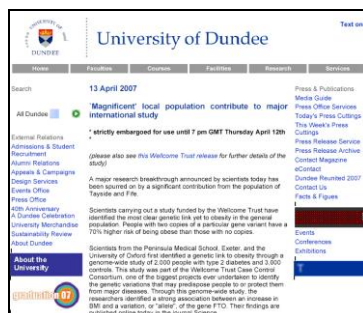 UNIVERSITY OF
DUNDEE
University of Dundee
Text on
Home
Faculties
Courses
Facilities
Research
Services
Search
All Dundee
External Relations
Admissions & Student
Recruitment
Alumni Relations
Appeals & Campaigns
Design Services
Events Office
Press Office
40th Anniversary
A Dundee Celebration
University Merchandise
Sustainability Review
About Dundee
About the
University
graduation 07
13 April 2007
'Magnificent' local population contribute to major
international study
* strictly embargoed for use until 7 pm GMT Thursday April 12th
*
(please also see this Wellcome Trust release for further details of the
study)
A major research breakthrough announced by scientists today has
been spurred on by a significant contribution from the population of
Tayside and Fife.
Scientists carrying out a study funded by the Wellcome Trust have
identified the most clear genetic link yet to obesity in the general
population. People with two copies of a particular gene variant have a
70% higher risk of being obese than those with no copies.
Scientists from the Peninsula Medical School, Exeter, and the
University of Oxford first identified a genetic link to obesity through a
genome-wide study of 2,000 people with type 2 diabetes and 3,000
controls. This study was part of the Wellcome Trust Case Control
Consortium, one of the biggest projects ever undertaken to identify
the genetic variations that may predispose people to or protect them
from major diseases. Through this genome-wide study, the
researchers identified a strong association between an increase in
BMI and a variation, or "allele", of the gene FTO. Their findings are
published online today in the journal Science.
Press & Publications
Media Guide
Press Office Services
Today's Press Cuttings
This Week's Press
Cuttings
Press Release Service
Press Release Archive
Contact Magazine
eContact
Dundee Reunited 2007
Contact Us
Facts & Figures
Events
Conferences
Exhibitions